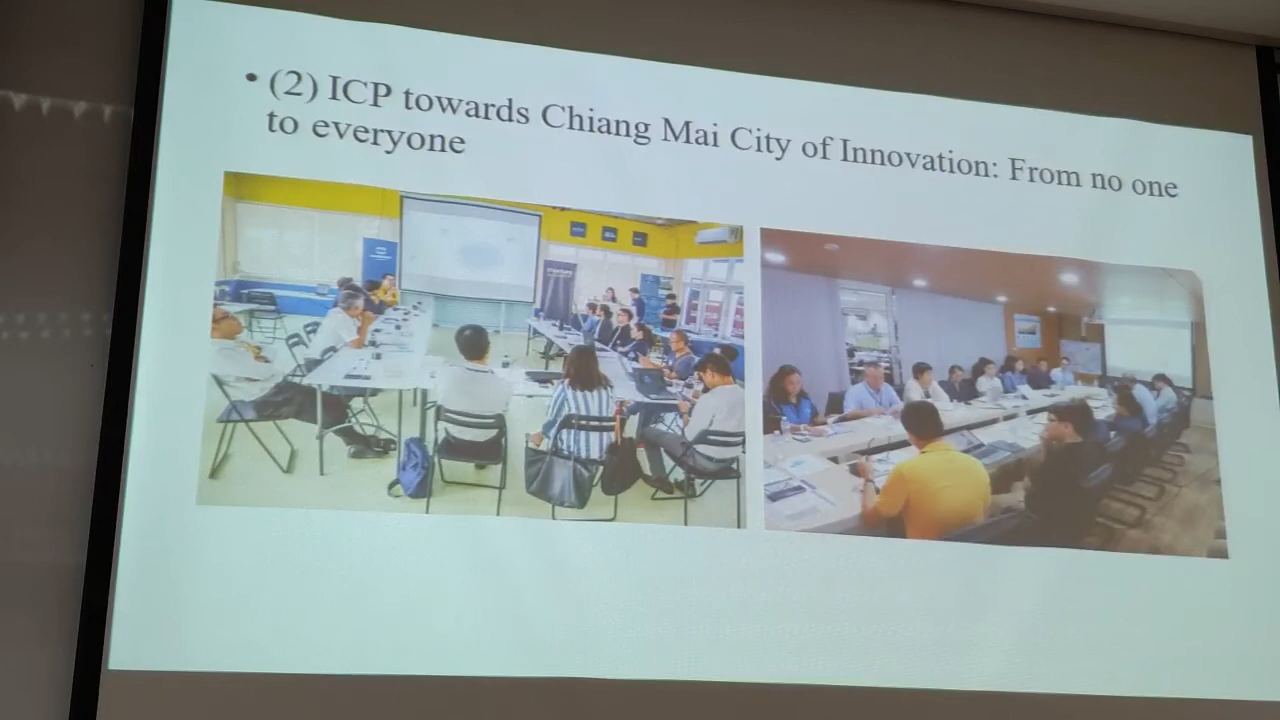 • (2) ICP towards Chiang Mai City of Innovation: From no one
to everyone